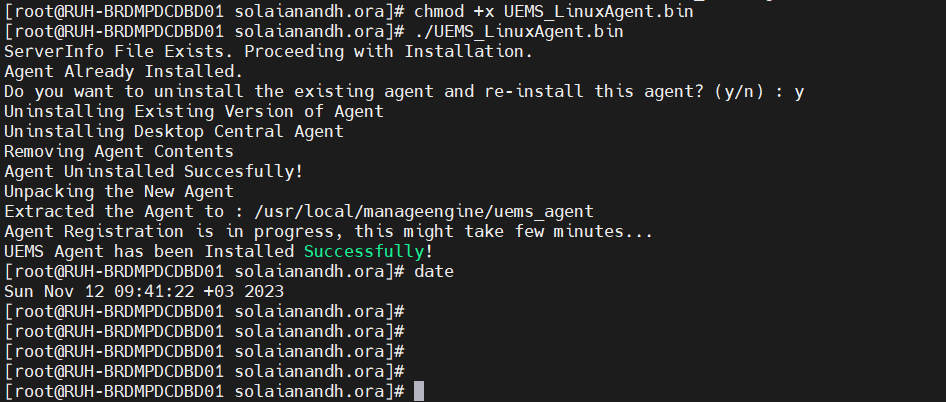 [root@RUH-BRDMPDCDBD01 solaianandh.ora]# chmod +x UEMS_LinuxAgent.bin
[root@RUH-BRDMPDCDBD01 solaianandh.ora]# ./UEMS_LinuxAgent.bin
ServerInfo File Exists. Proceeding with Installation.
Agent Already Installed.
Do you want to uninstall the existing agent and re-install this agent? (y/n) : y
Uninstalling Existing Version of Agent
Uninstalling Desktop Central Agent
Removing Agent Contents
Agent Uninstalled Succesfully!
Unpacking the New Agent
Extracted the Agent to : /usr/local/manageengine/uems_agent
Agent Registration is in progress, this might take few minutes...
UEMS Agent has been Installed Successfully!
[root@RUH-BRDMPDCDBD01 solaianandh.ora]# date
Sun Nov 12 09:41:22 +03 2023
[root@RUH-BRDMPDCDBD01 solaianandh.ora]#
[root@RUH-BRDMPDCDBD01 solaianandh.ora]#
[root@RUH-BRDMPDCDBD01 solaianandh.ora]#
[root@RUH-BRDMPDCDBD01 solaianandh.ora]#
[root@RUH-BRDMPDCDBD01 solaianandh.ora]#